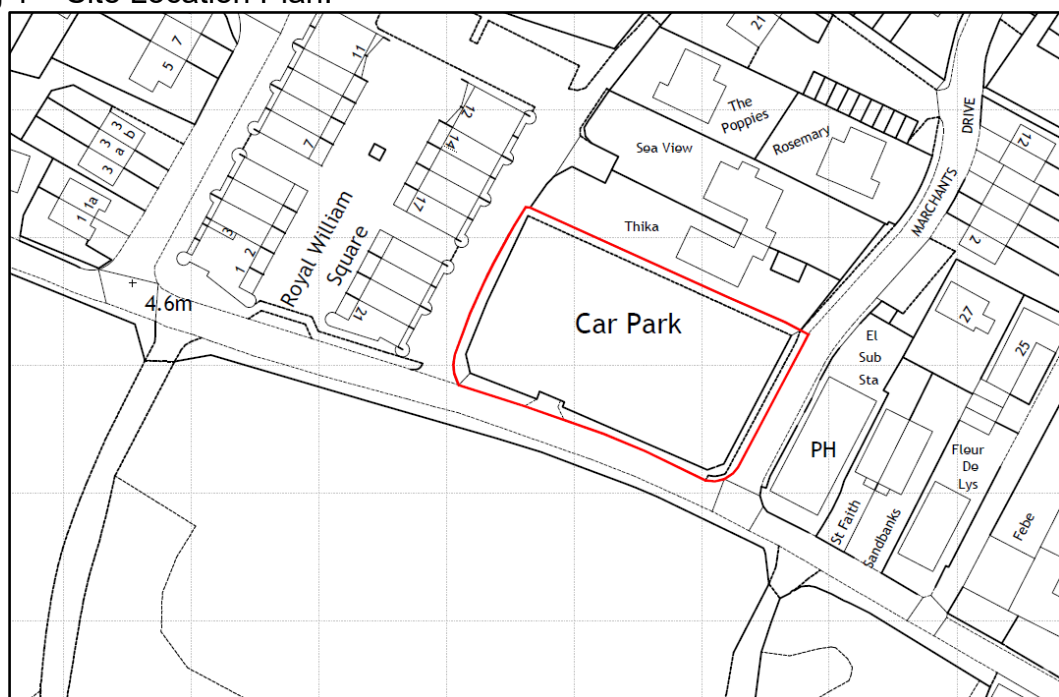 Site Location Plan.
7
5
3 b
3 a
3
1a
1
11
7
3
2
1
12
14
17
21
Royal William
Square
4.6m
21
The
Poppies
Rosemary
Sea View
Thika
Car Park
MARCHANTS
DRIVE
12
2
27
25
El
Sub
Sta
PH
St Faith
Sandbanks
Fleur
De
Lys
Febe